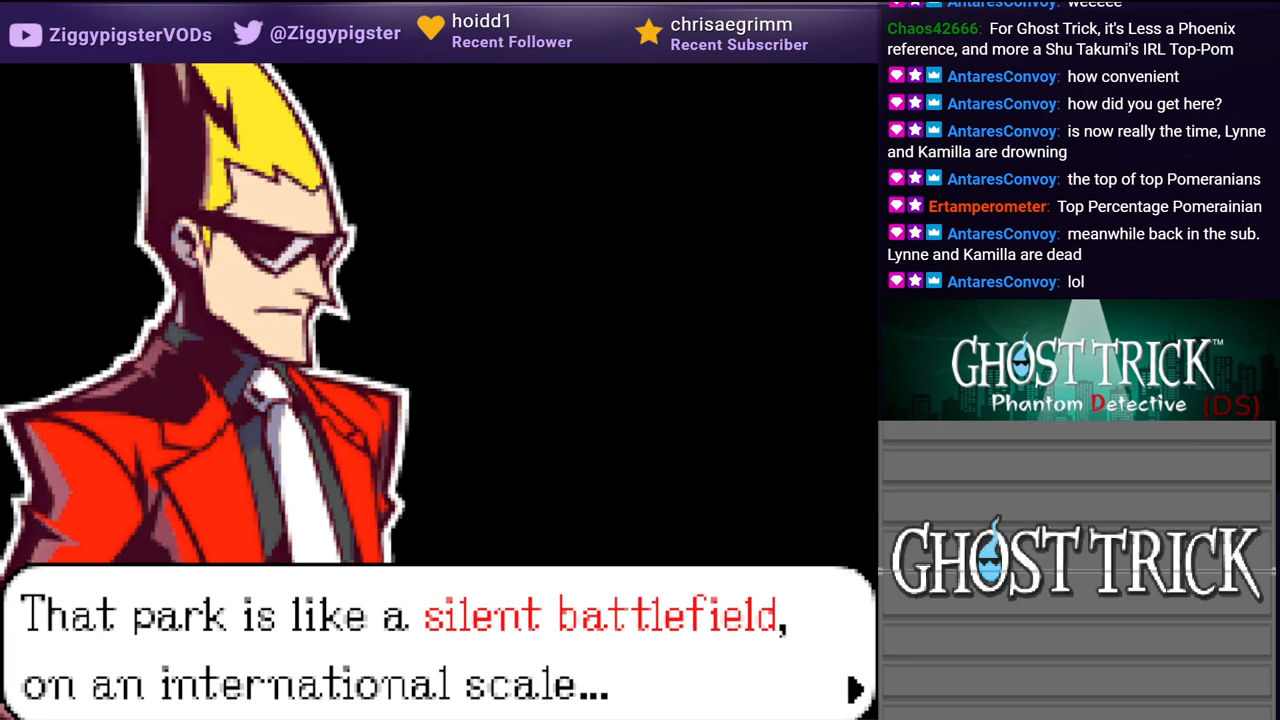 ZiggypigsterVODs
@Ziggypigster
hoidd1
Recent Follower
chrisaegrimm
Recent Subscriber
AntaresConvoy: weeeee
Chaos42666: For Ghost Trick, it's Less a Phoenix
reference, and more a Shu Takumi's IRL Top-Pom
AntaresConvoy: how convenient
AntaresConvoy: how did you get here?
AntaresConvoy: is now really the time, Lynne
and Kamilla are drowning
AntaresConvoy: the top of top Pomeranians
Ertamperometer: Top Percentage Pomerainian
AntaresConvoy: meanwhile back in the sub.
Lynne and Kamilla are dead
AntaresConvoy: lol
GHOST TRICK™
Phantom Detective (DS)
GHOST TRICK
That park is like a silent battlefield,
on an international scale...